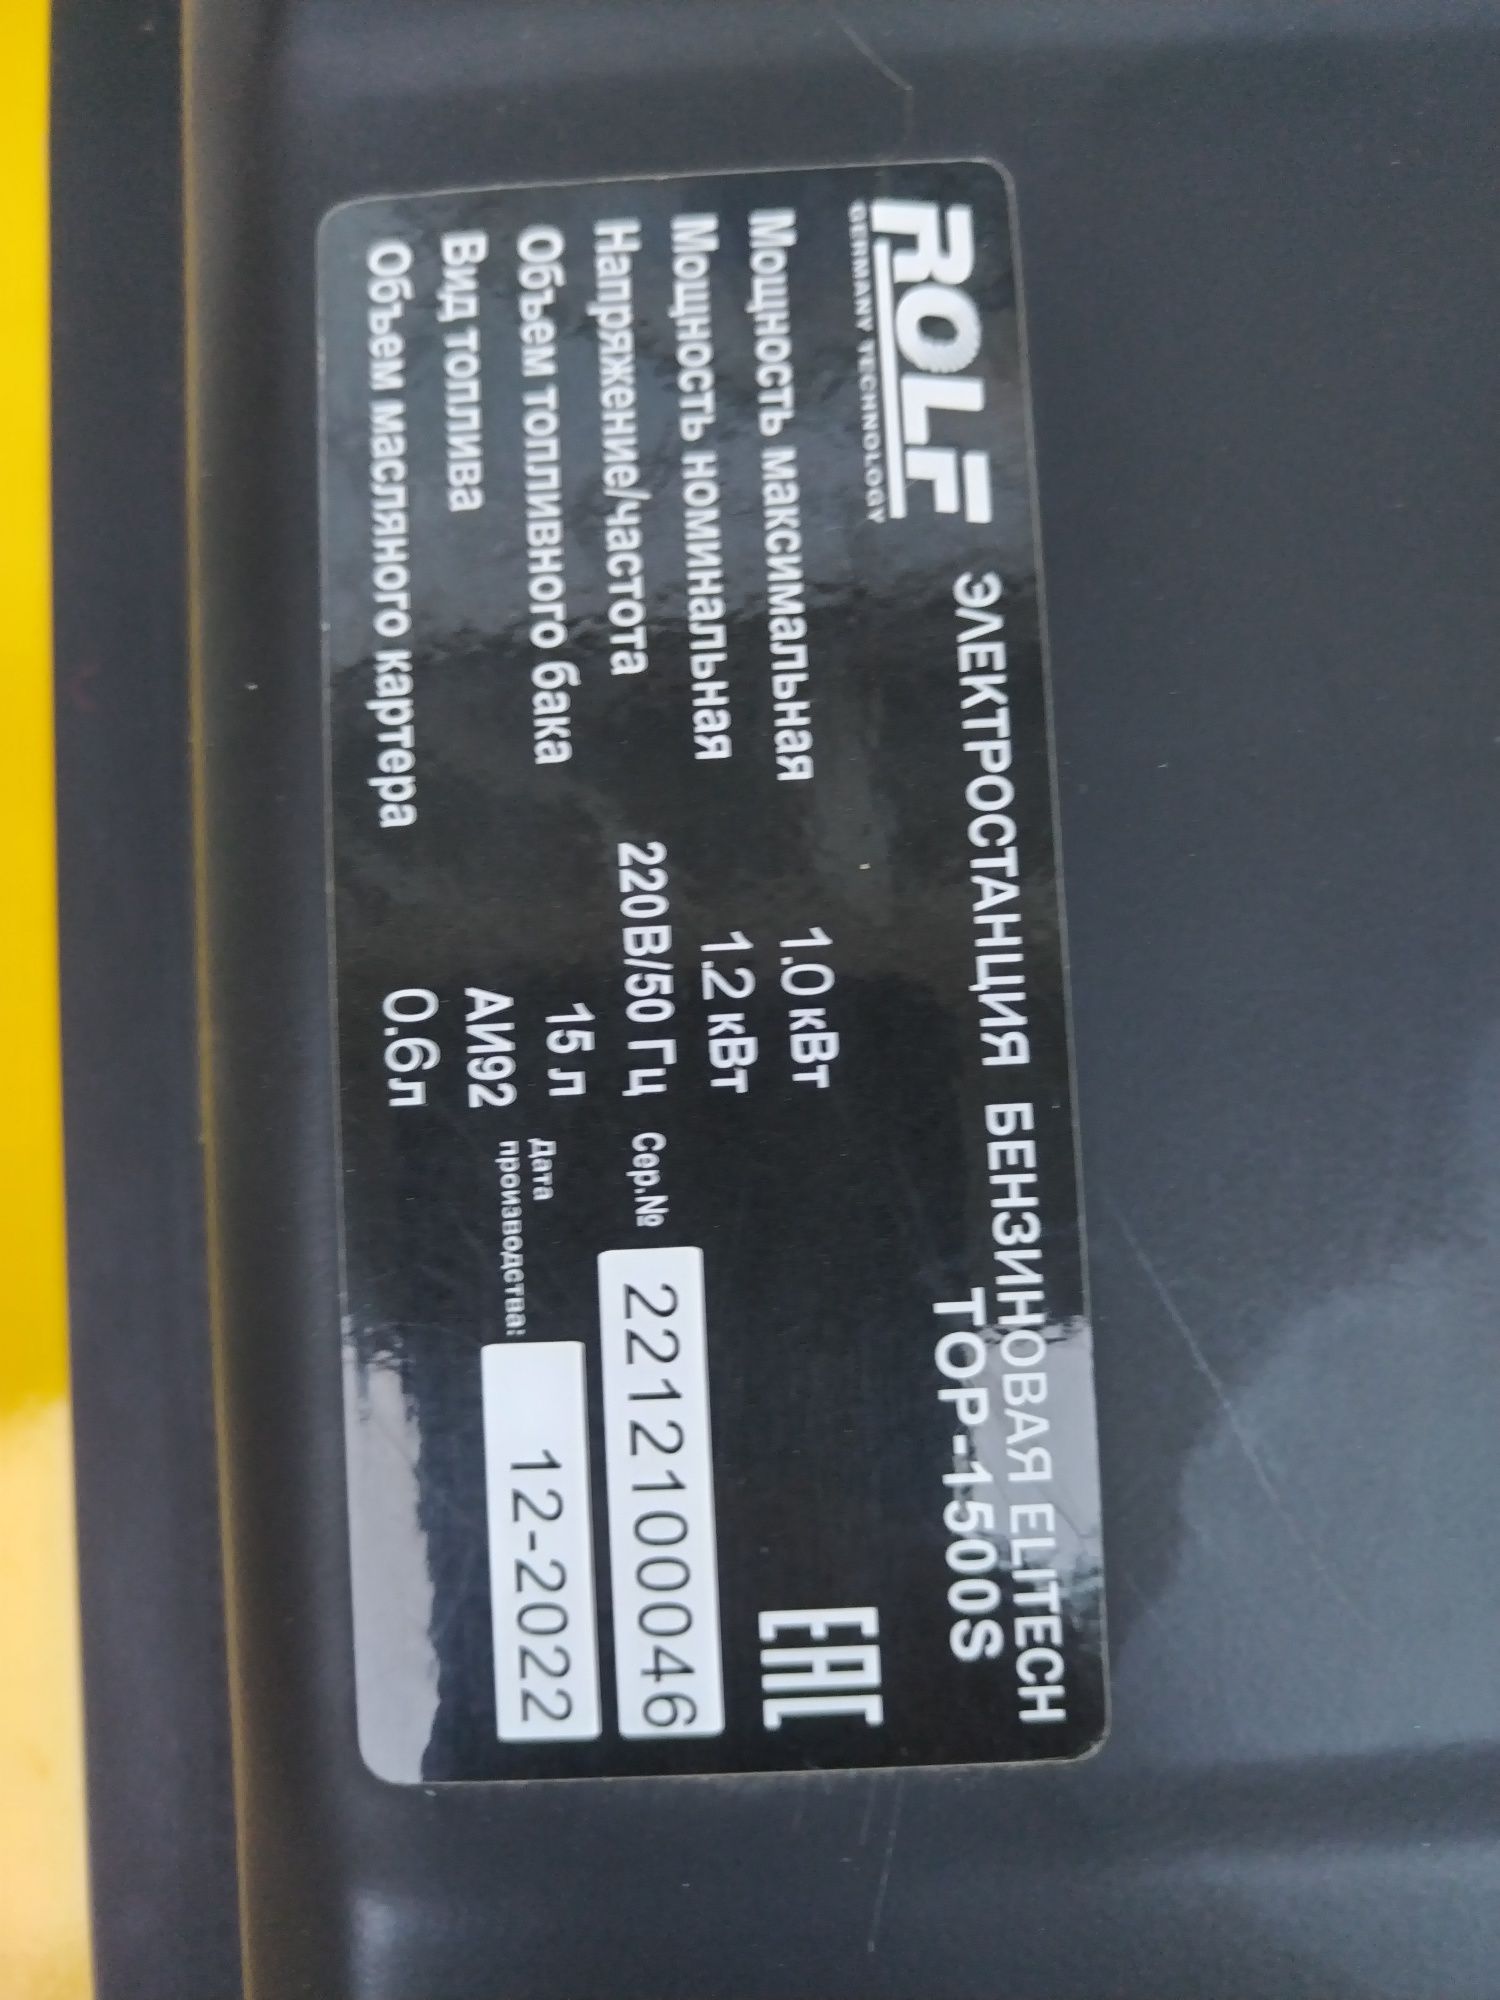 ROLF
GERMANY TECHNOLOGY
ЭЛЕКТРОСТАНЦИЯ БЕНЗИНОВАЯ ELITECH
TOP-1500S
Мощность максимальная 1.0 кВт
Мощность номинальная 1.2 кВт
Напряжение/частота 220В/50 Гц Сер.№ 221210046
Объем топливного бака 15 л
Вид топлива АИ92
Дата производства: 12-2022
Объем масляного картера 0.6л
EAC